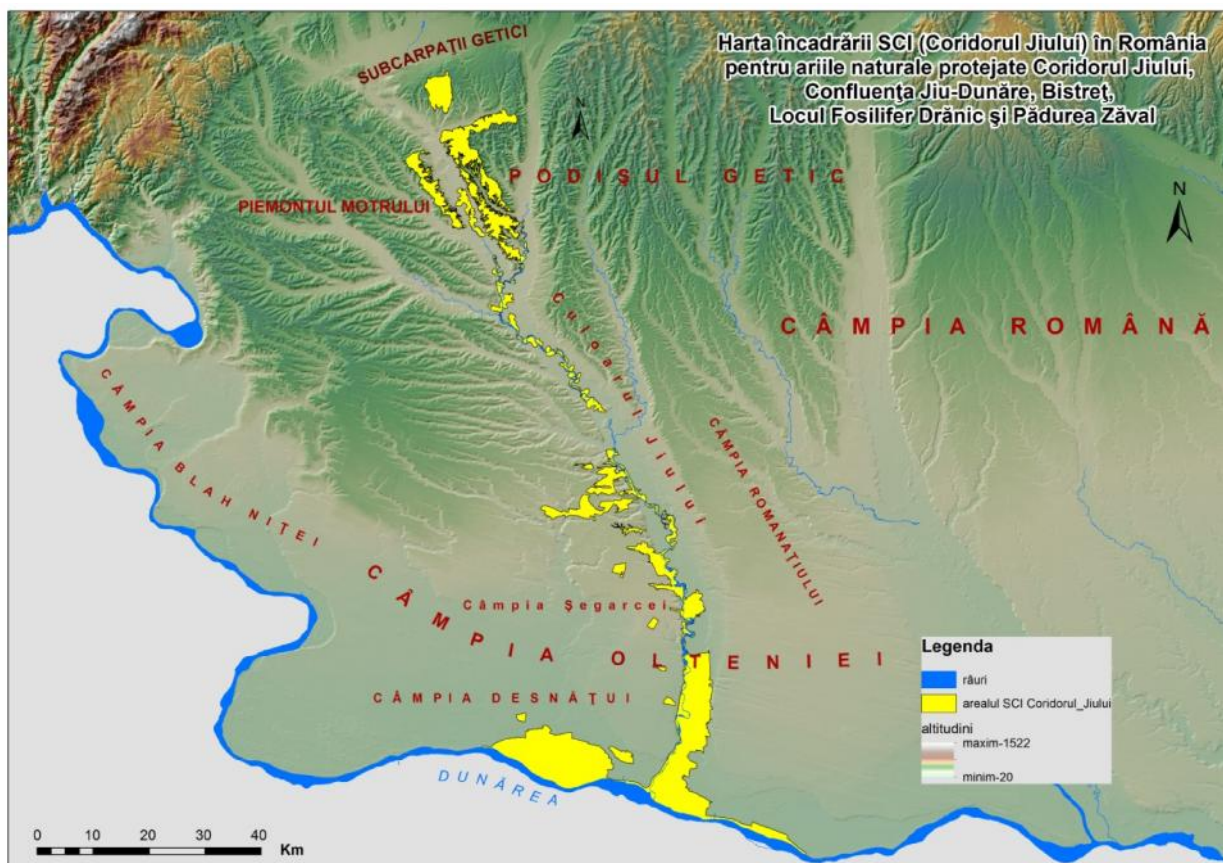 Harta încadrării SCI (Coridorul Jiului) în România
pentru ariile naturale protejate Coridorul Jiului,
Confluenţa Jiu-Dunăre, Bistreţ,
Locul Fosilifer Drănic şi Pădurea Zăval
SUBCARPAŢII GETICI
N
PODIŞUL GETIC
N
PIEMONTUL MOTRULUI
CÂMPIA ROMÂNĂ
Culoarul Jiului
CÂMPIA BLAHNIŢEI
CÂMPIA ROMANAŢIULUI
CÂMPIA OLTENIEI
Câmpia Şegarcei
CÂMPIA DESNĂŢUI
DUNĂREA
Legenda
râuri
arealul SCI Coridorul_Jiului
altitudini
maxim-1522
minim-20
0 10 20 30 40
Km